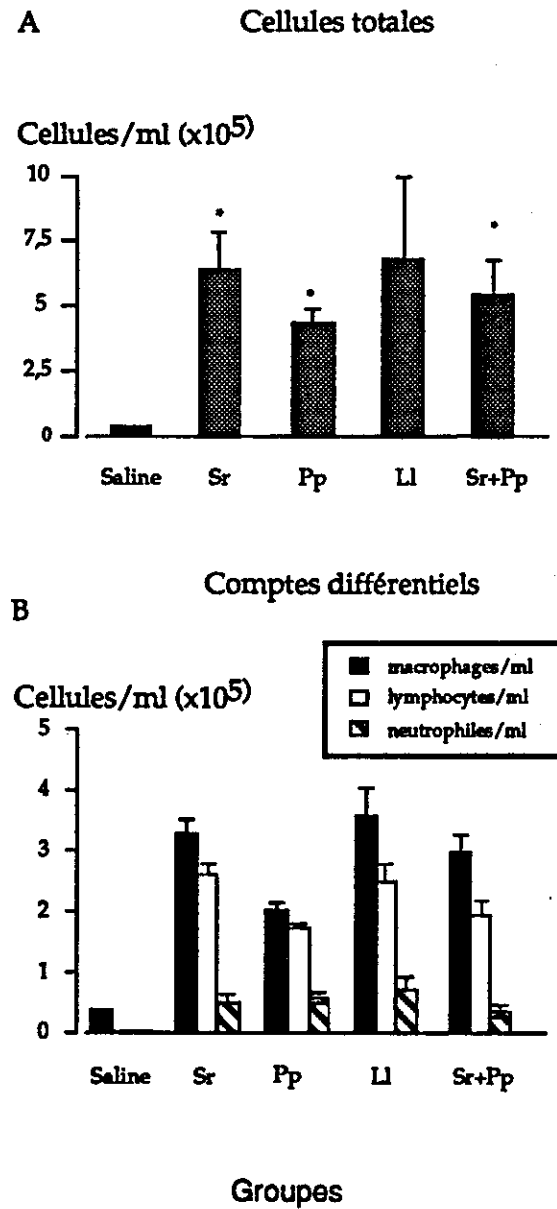 A
Cellules totales
Cellules/ml (x10⁵)
10
7,5
5
2,5
0
*
*
*
Saline Sr Pp Ll Sr+Pp
Comptes différentiels
B
macrophages/ml
lymphocytes/ml
neutrophiles/ml
Cellules/ml (x10⁵)
5
4
3
2
1
0
Saline Sr Pp Ll Sr+Pp
Groupes